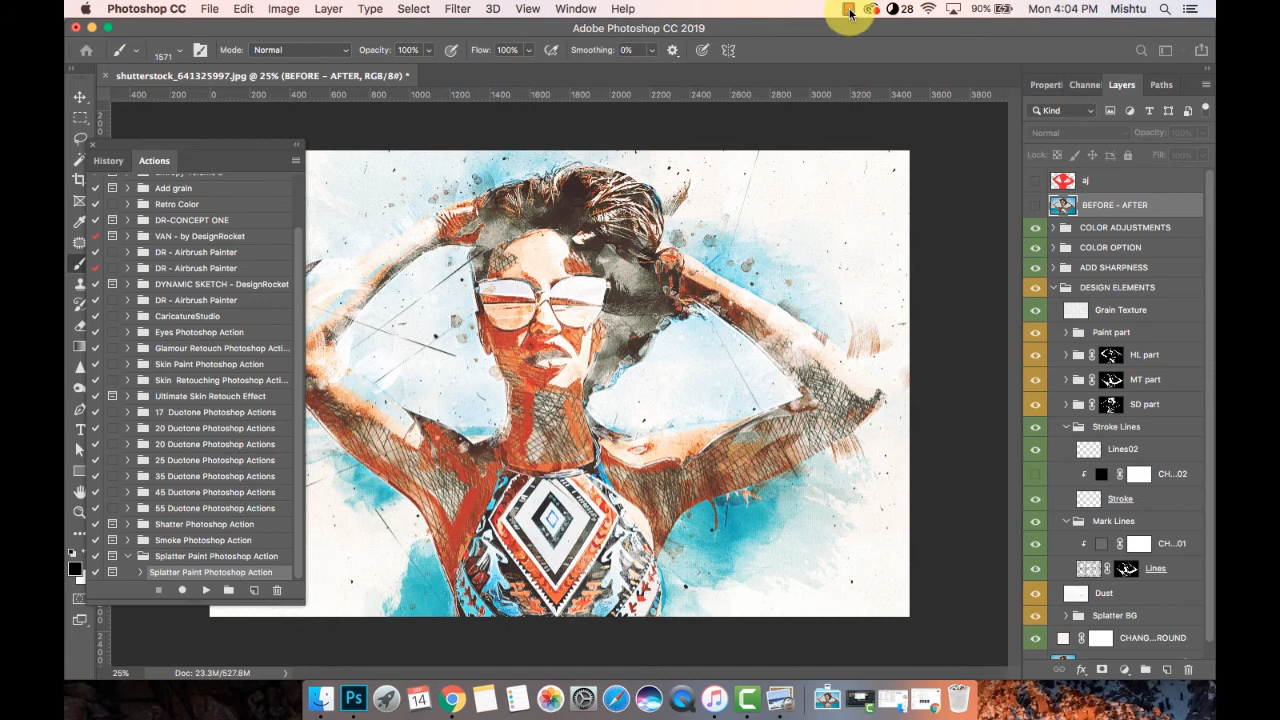 Photoshop CC File Edit Image Layer Type Select Filter 3D View Window Help 28 90% Mon 4:04 PM Mishtu
Adobe Photoshop CC 2019
1571 Mode: Normal Opacity: 100% Flow: 100% Smoothing: 0%
× shutterstock_641325997.jpg @ 25% (BEFORE – AFTER, RGB/8#) *
400 200 0 200 400 600 800 1000 1200 1400 1600 1800 2000 2200 2400 2600 2800 3000 3200 3400 3600 3800
History Actions
Add grain
Retro Color
DR-CONCEPT ONE
VAN - by DesignRocket
DR - Airbrush Painter
DR - Airbrush Painter
DYNAMIC SKETCH - DesignRocket
DR - Airbrush Painter
CaricatureStudio
Eyes Photoshop Action
Glamour Retouch Photoshop Acti...
Skin Paint Photoshop Action
Skin Retouching Photoshop Acti...
Ultimate Skin Retouch Effect
17 Duotone Photoshop Actions
20 Duotone Photoshop Actions
20 Duotone Photoshop Actions
25 Duotone Photoshop Actions
35 Duotone Photoshop Actions
45 Duotone Photoshop Actions
55 Duotone Photoshop Actions
Shatter Photoshop Action
Smoke Photoshop Action
Splatter Paint Photoshop Action
Splatter Paint Photoshop Action
Properti Channe Layers Paths
Kind
Normal Opacity: 100%
Lock: Fill: 100%
aj
BEFORE - AFTER
COLOR ADJUSTMENTS
COLOR OPTION
ADD SHARPNESS
DESIGN ELEMENTS
Grain Texture
Paint part
HL part
MT part
SD part
Stroke Lines
Lines02
CH...02
Stroke
Mark Lines
CH...01
Lines
Dust
Splatter BG
CHANG...ROUND
25% Doc: 23.3M/527.8M
14 Ps